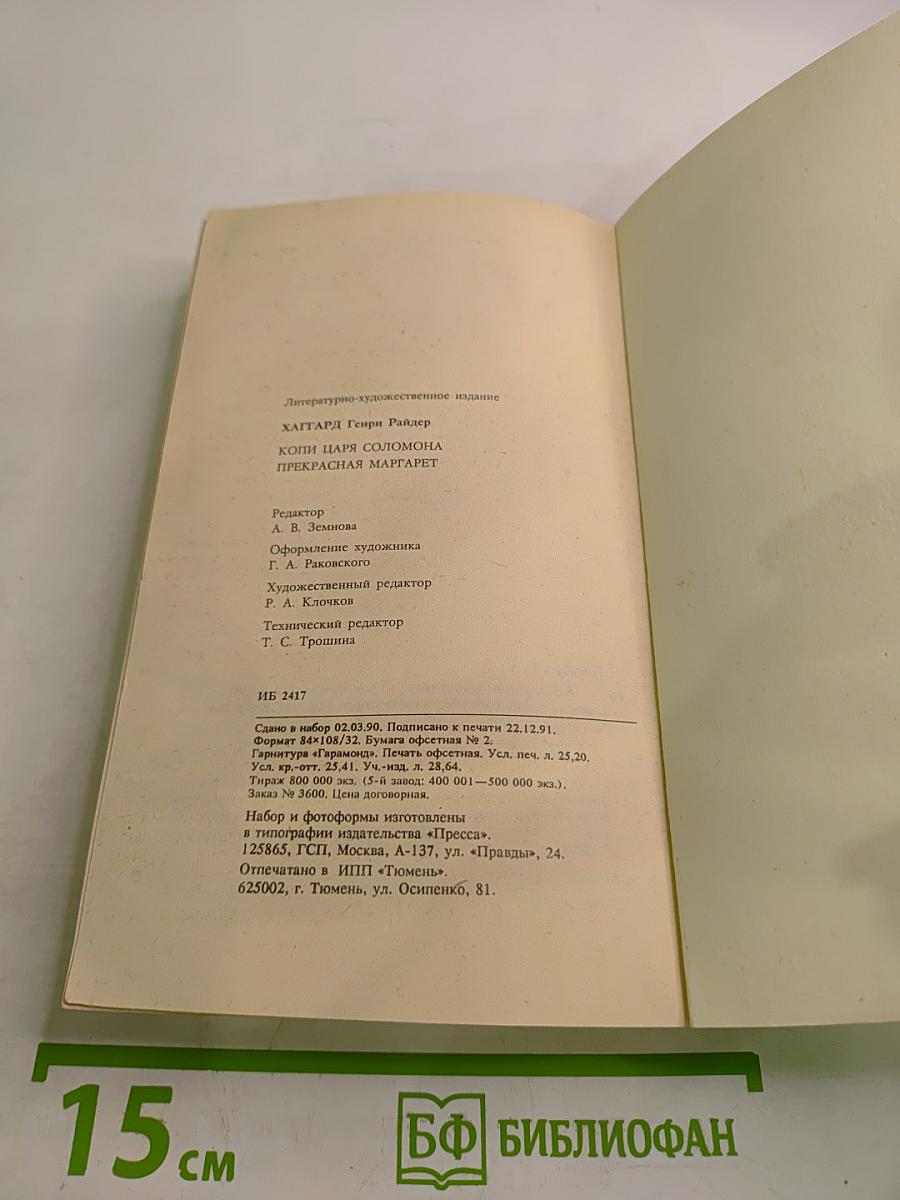 Литературно-художественное издание
ХАГГАРД Генри Райдер
КОПИ ЦАРЯ СОЛОМОНА
ПРЕКРАСНАЯ МАРГАРЕТ
Редактор
А. В. Земнова
Оформление художника
Г. А. Раковского
Художественный редактор
Р. А. Клочков
Технический редактор
Т. С. Трошина
ИБ 2417
Сдано в набор 02.03.90. Подписано к печати 22.12.91.
Формат 84×108/32. Бумага офсетная № 2.
Гарнитура «Гарамонд». Печать офсетная. Усл. печ. л. 25,20.
Усл. кр.-отт. 25,41. Уч.-изд. л. 28,64.
Тираж 800 000 экз. (5-й завод: 400 001—500 000 экз.).
Заказ № 3600. Цена договорная.
Набор и фотоформы изготовлены
в типографии издательства «Пресса».
125865, ГСП, Москва, А-137, ул. «Правды», 24.
Отпечатано в ИПП «Тюмень».
625002, г. Тюмень, ул. Осипенко, 81.
15 см
БФ БИБЛИОФАН